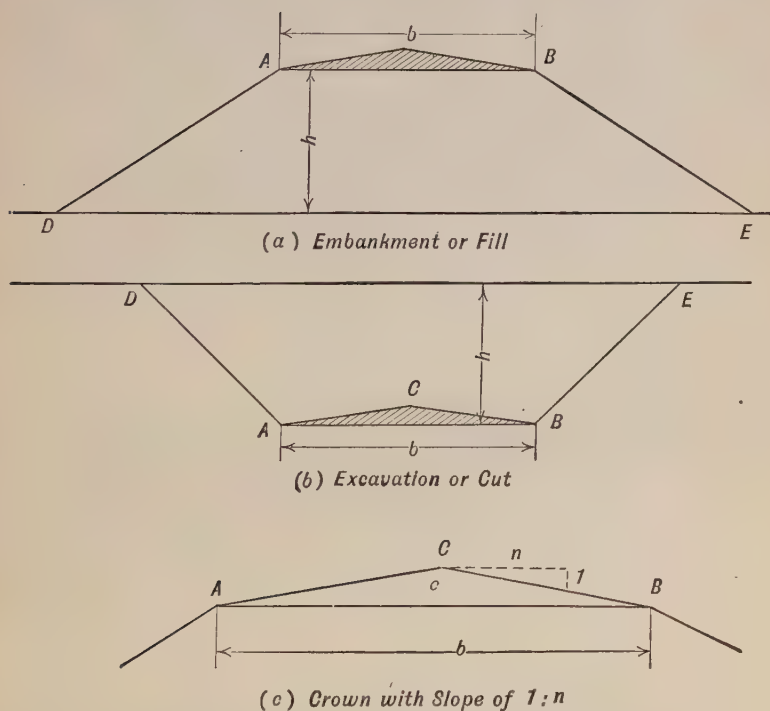 b
A B
h
D E
(a) Embankment or Fill
D E
h
C
A B
b
(b) Excavation or Cut
C n
c 1
A B
b
(c) Crown with Slope of 1:n